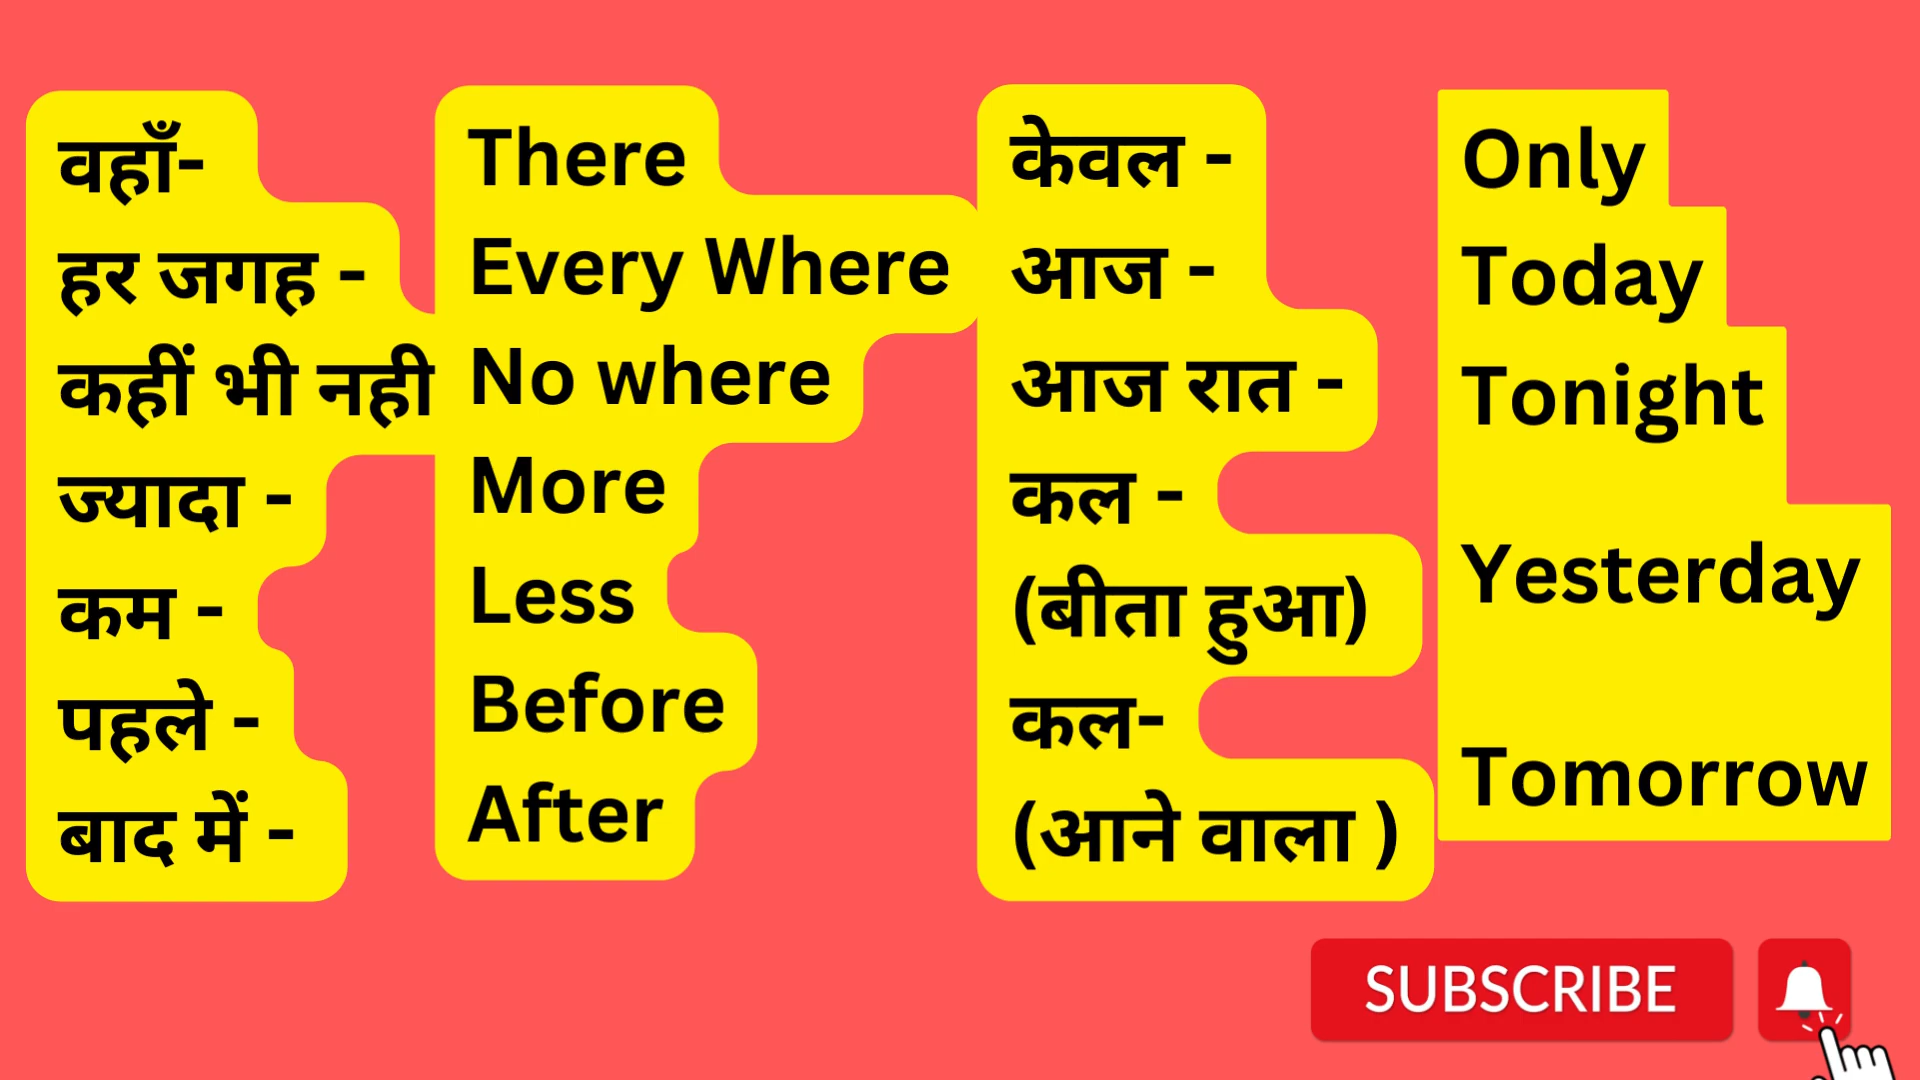 वहाँ-
हर जगह -
कहीं भी नही
ज्यादा -
कम -
पहले -
बाद में -
There
Every Where
No where
More
Less
Before
After
केवल -
आज -
आज रात -
कल -
(बीता हुआ)
कल-
(आने वाला )
Only
Today
Tonight
Yesterday
Tomorrow
SUBSCRIBE